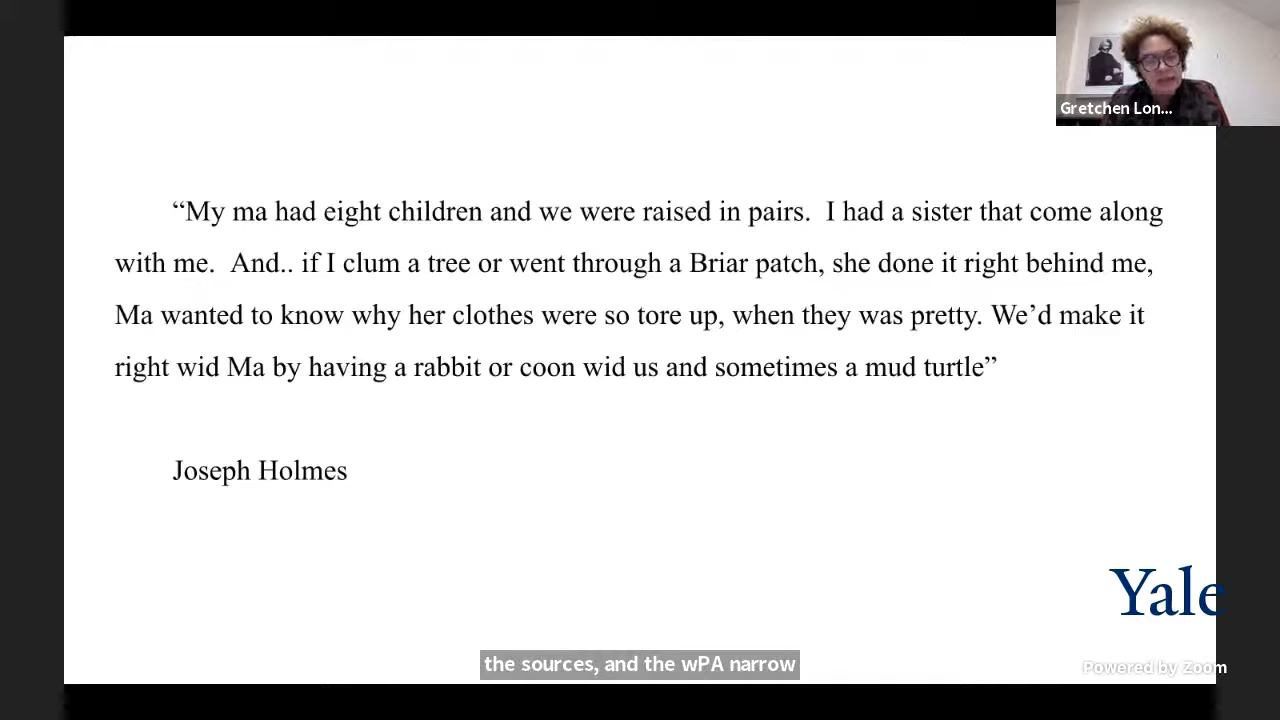 Gretchen Lon...
“My ma had eight children and we were raised in pairs.  I had a sister that come along
with me.  And.. if I clum a tree or went through a Briar patch, she done it right behind me,
Ma wanted to know why her clothes were so tore up, when they was pretty. We’d make it
right wid Ma by having a rabbit or coon wid us and sometimes a mud turtle”
Joseph Holmes
Yale
the sources, and the wPA narrow
Powered by Zoom